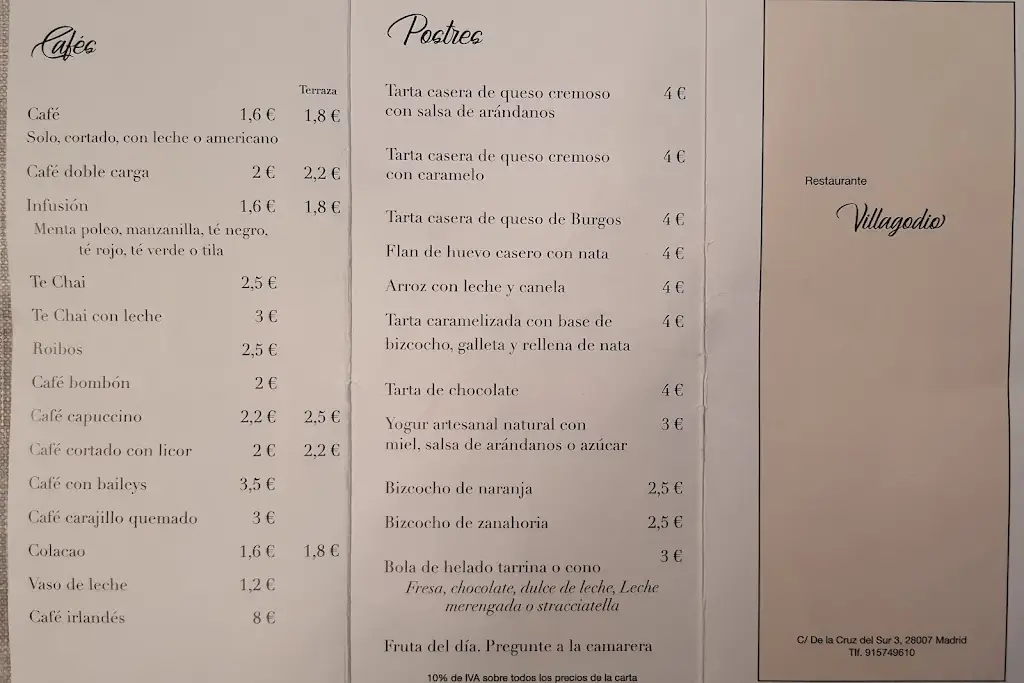 Cafés
Terraza
Café 1,6 € 1,8 €
Solo, cortado, con leche o americano
Café doble carga 2 € 2,2 €
Infusión 1,6 € 1,8 €
Menta poleo, manzanilla, té negro,
té rojo, té verde o tila
Te Chai 2,5 €
Te Chai con leche 3 €
Roibos 2,5 €
Café bombón 2 €
Café capuccino 2,2 € 2,5 €
Café cortado con licor 2 € 2,2 €
Café con baileys 3,5 €
Café carajillo quemado 3 €
Colacao 1,6 € 1,8 €
Vaso de leche 1,2 €
Café irlandés 8 €
Postres
Tarta casera de queso cremoso 4 €
con salsa de arándanos
Tarta casera de queso cremoso 4 €
con caramelo
Tarta casera de queso de Burgos 4 €
Flan de huevo casero con nata 4 €
Arroz con leche y canela 4 €
Tarta caramelizada con base de 4 €
bizcocho, galleta y rellena de nata
Tarta de chocolate 4 €
Yogur artesanal natural con 3 €
miel, salsa de arándanos o azúcar
Bizcocho de naranja 2,5 €
Bizcocho de zanahoria 2,5 €
Bola de helado tarrina o cono 3 €
Fresa, chocolate, dulce de leche, Leche
merengada o stracciatella
Fruta del día. Pregunte a la camarera
10% de IVA sobre todos los precios de la carta
Restaurante
Villagodio
C/ De la Cruz del Sur 3, 28007 Madrid
Tlf. 915749610